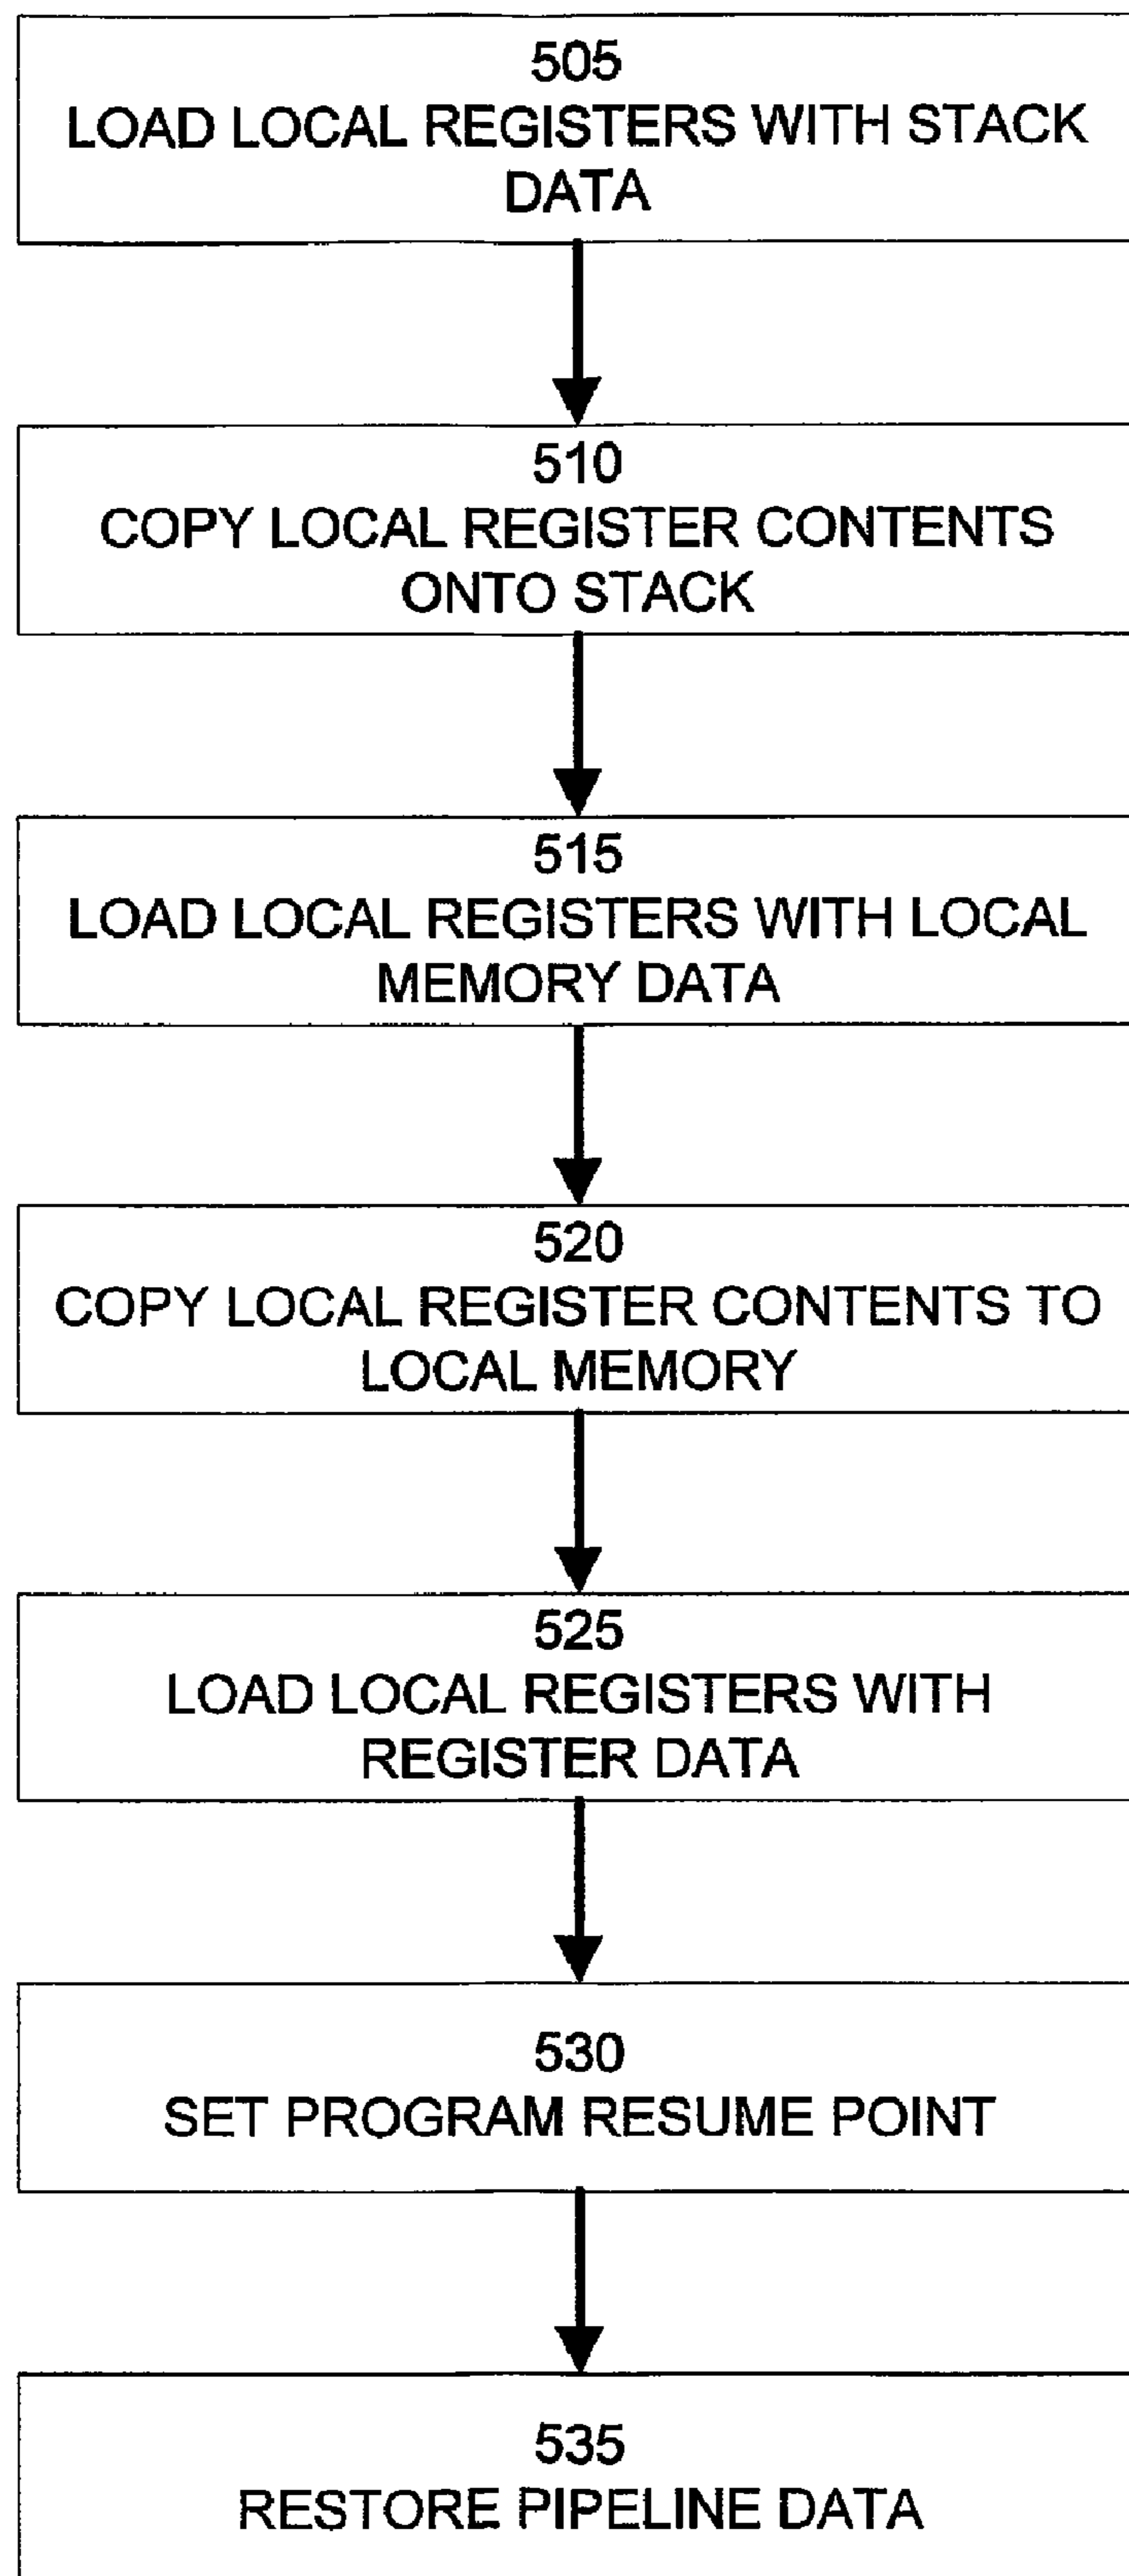 505
LOAD LOCAL REGISTERS WITH STACK
DATA
510
COPY LOCAL REGISTER CONTENTS
ONTO STACK
515
LOAD LOCAL REGISTERS WITH LOCAL
MEMORY DATA
520
COPY LOCAL REGISTER CONTENTS TO
LOCAL MEMORY
525
LOAD LOCAL REGISTERS WITH
REGISTER DATA
530
SET PROGRAM RESUME POINT
535
RESTORE PIPELINE DATA